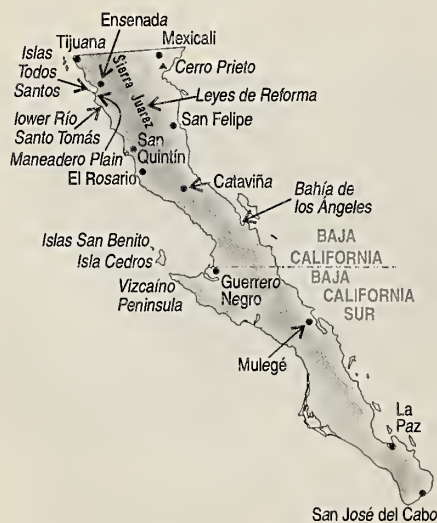 Ensenada
Islas
Todos
Santos
Tijuana
Mexicali
Cerro Prieto
Sierra Juarez
Leyes de Reforma
lower Río
Santo Tomás
San Felipe
Maneadero Plain
San
Quintín
El Rosario
Cataviña
Bahía de
los Ángeles
Islas San Benito
Isla Cedros
BAJA
CALIFORNIA
BAJA
CALIFORNIA
SUR
Vizcaíno
Peninsula
Guerrero
Negro
Mulegé
La
Paz
San José del Cabo